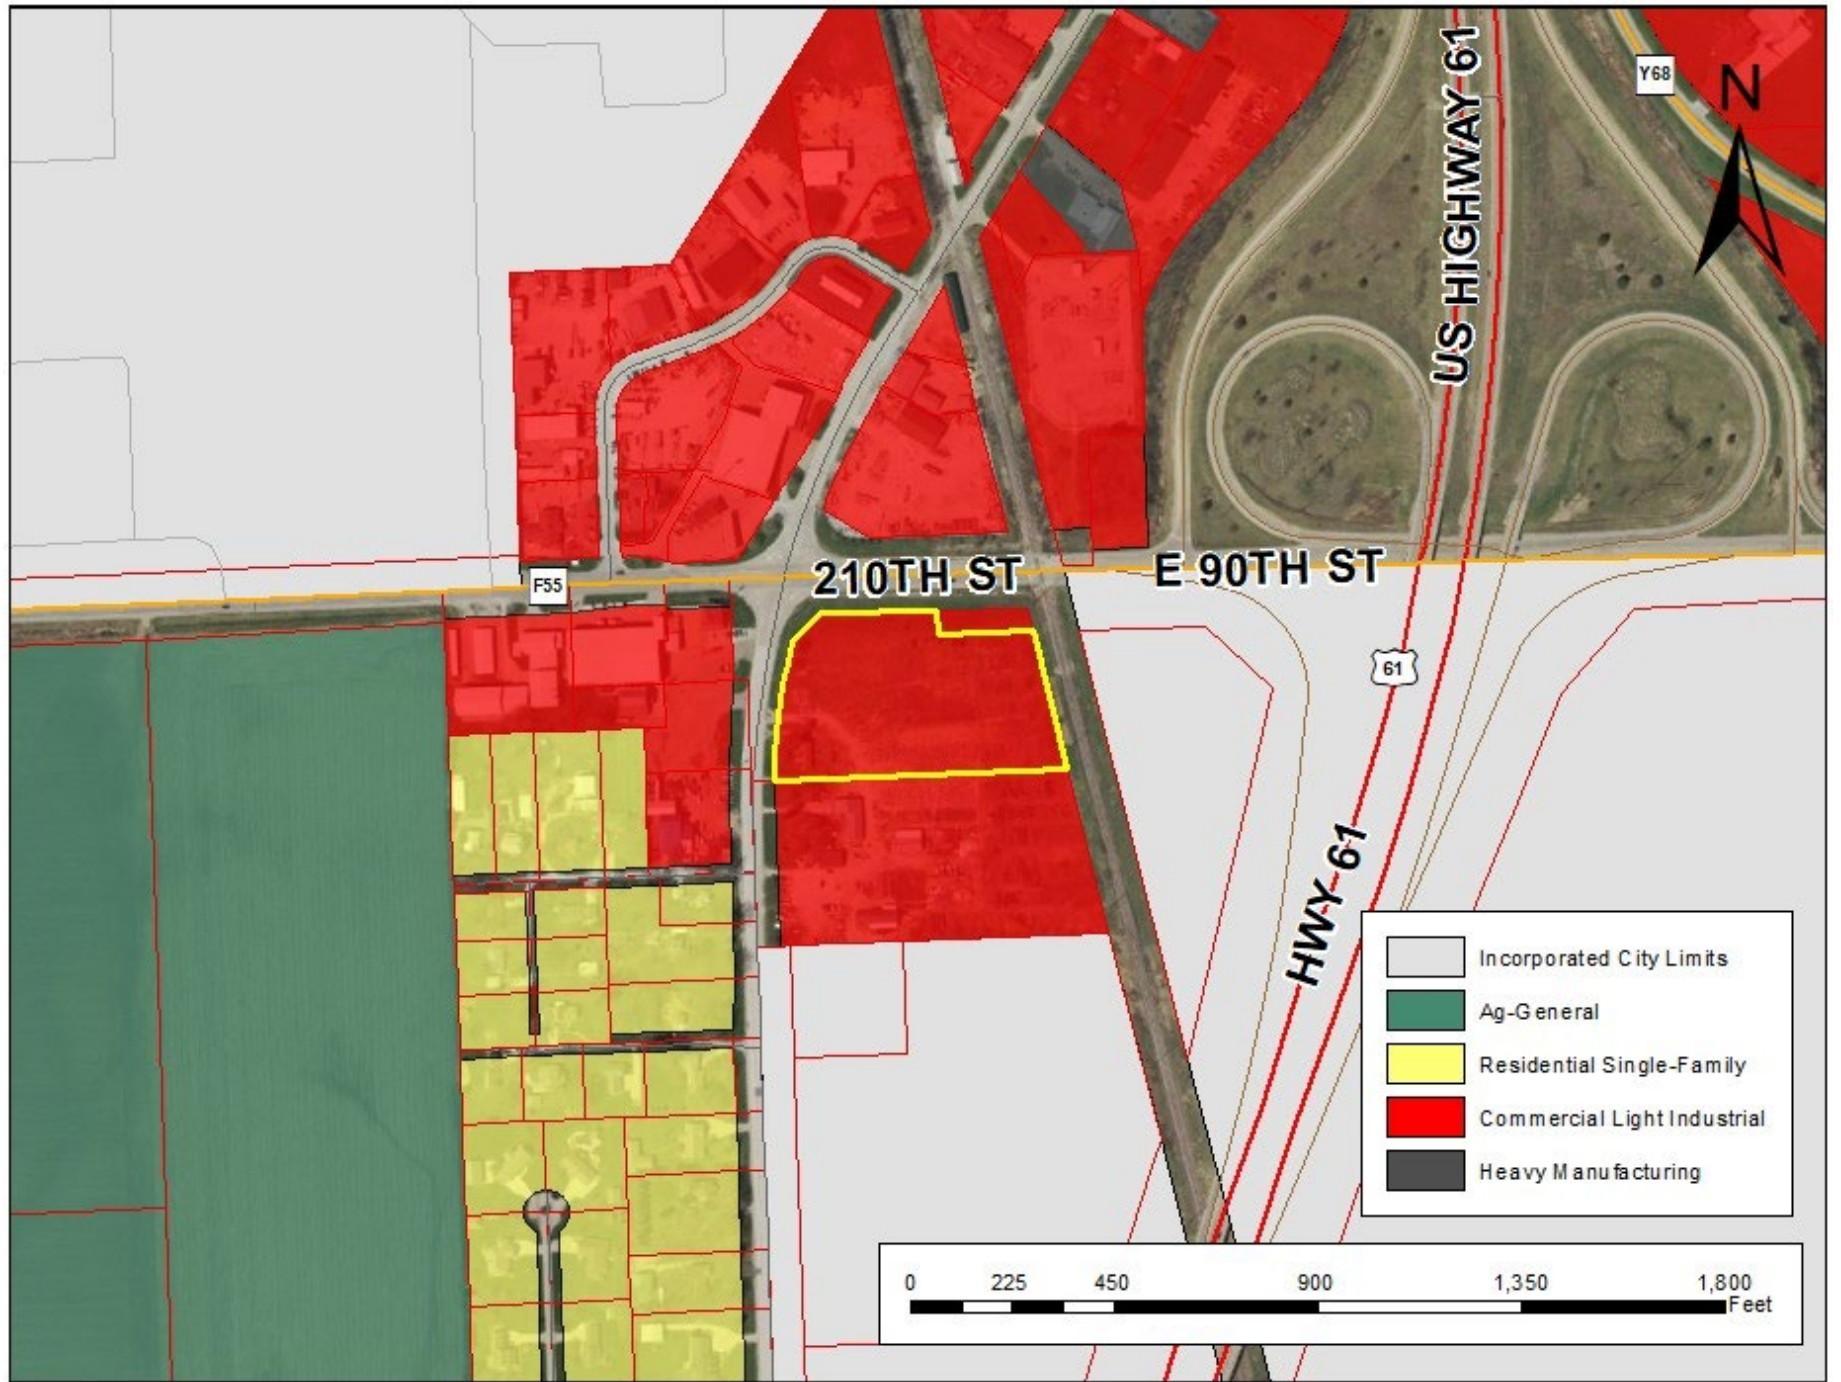 Y68
N
US HIGHWAY 61
F55
210TH ST
E 90TH ST
61
HWY 61
Incorporated City Limits
Ag-General
Residential Single-Family
Commercial Light Industrial
Heavy Manufacturing
0 225 450 900 1,350 1,800
Feet